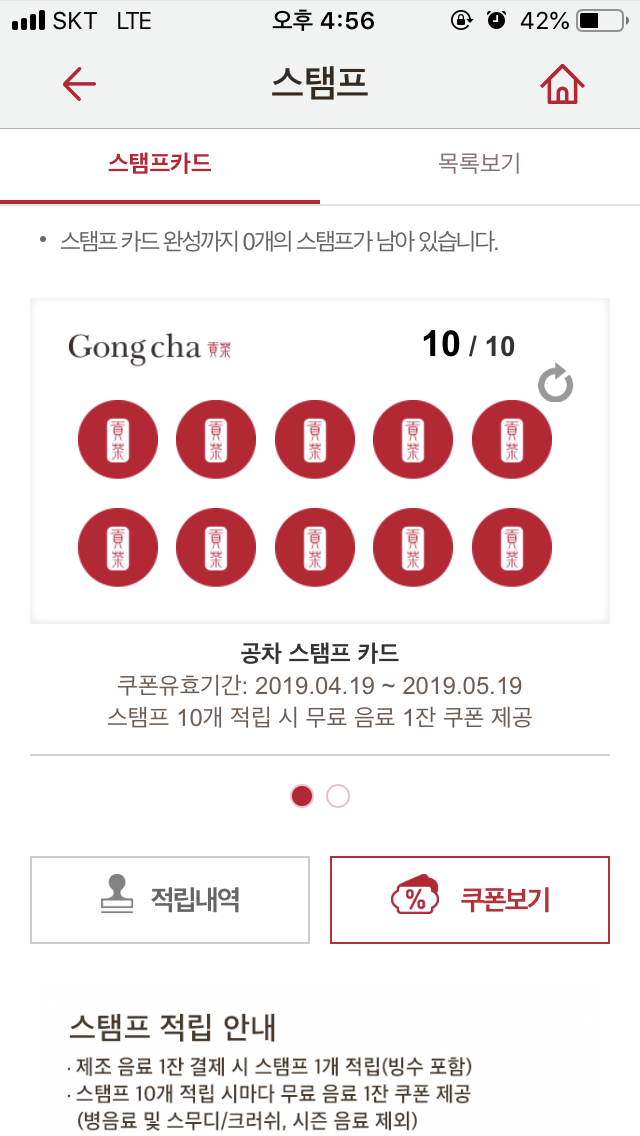 SKT LTE 오후 4:56 42%
스탬프
스탬프카드 목록보기
• 스탬프 카드 완성까지 0개의 스탬프가 남아 있습니다.
Gong cha 貢茶 10 / 10
貢茶 貢茶 貢茶 貢茶 貢茶
貢茶 貢茶 貢茶 貢茶 貢茶
공차 스탬프 카드
쿠폰유효기간: 2019.04.19 ~ 2019.05.19
스탬프 10개 적립 시 무료 음료 1잔 쿠폰 제공
적립내역 % 쿠폰보기
스탬프 적립 안내
· 제조 음료 1잔 결제 시 스탬프 1개 적립(빙수 포함)
· 스탬프 10개 적립 시마다 무료 음료 1잔 쿠폰 제공
(병음료 및 스무디/크러쉬, 시즌 음료 제외)